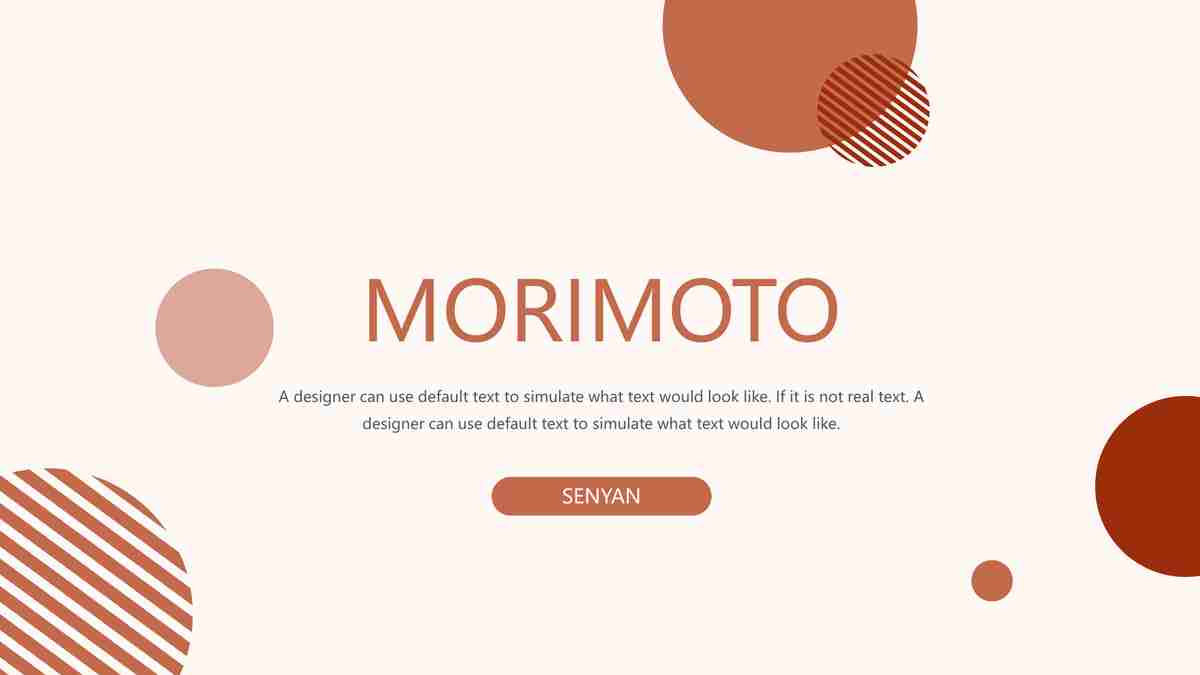 MORIMOTO
A designer can use default text to simulate what text would look like. If it is not real text. A
designer can use default text to simulate what text would look like.
SENYAN